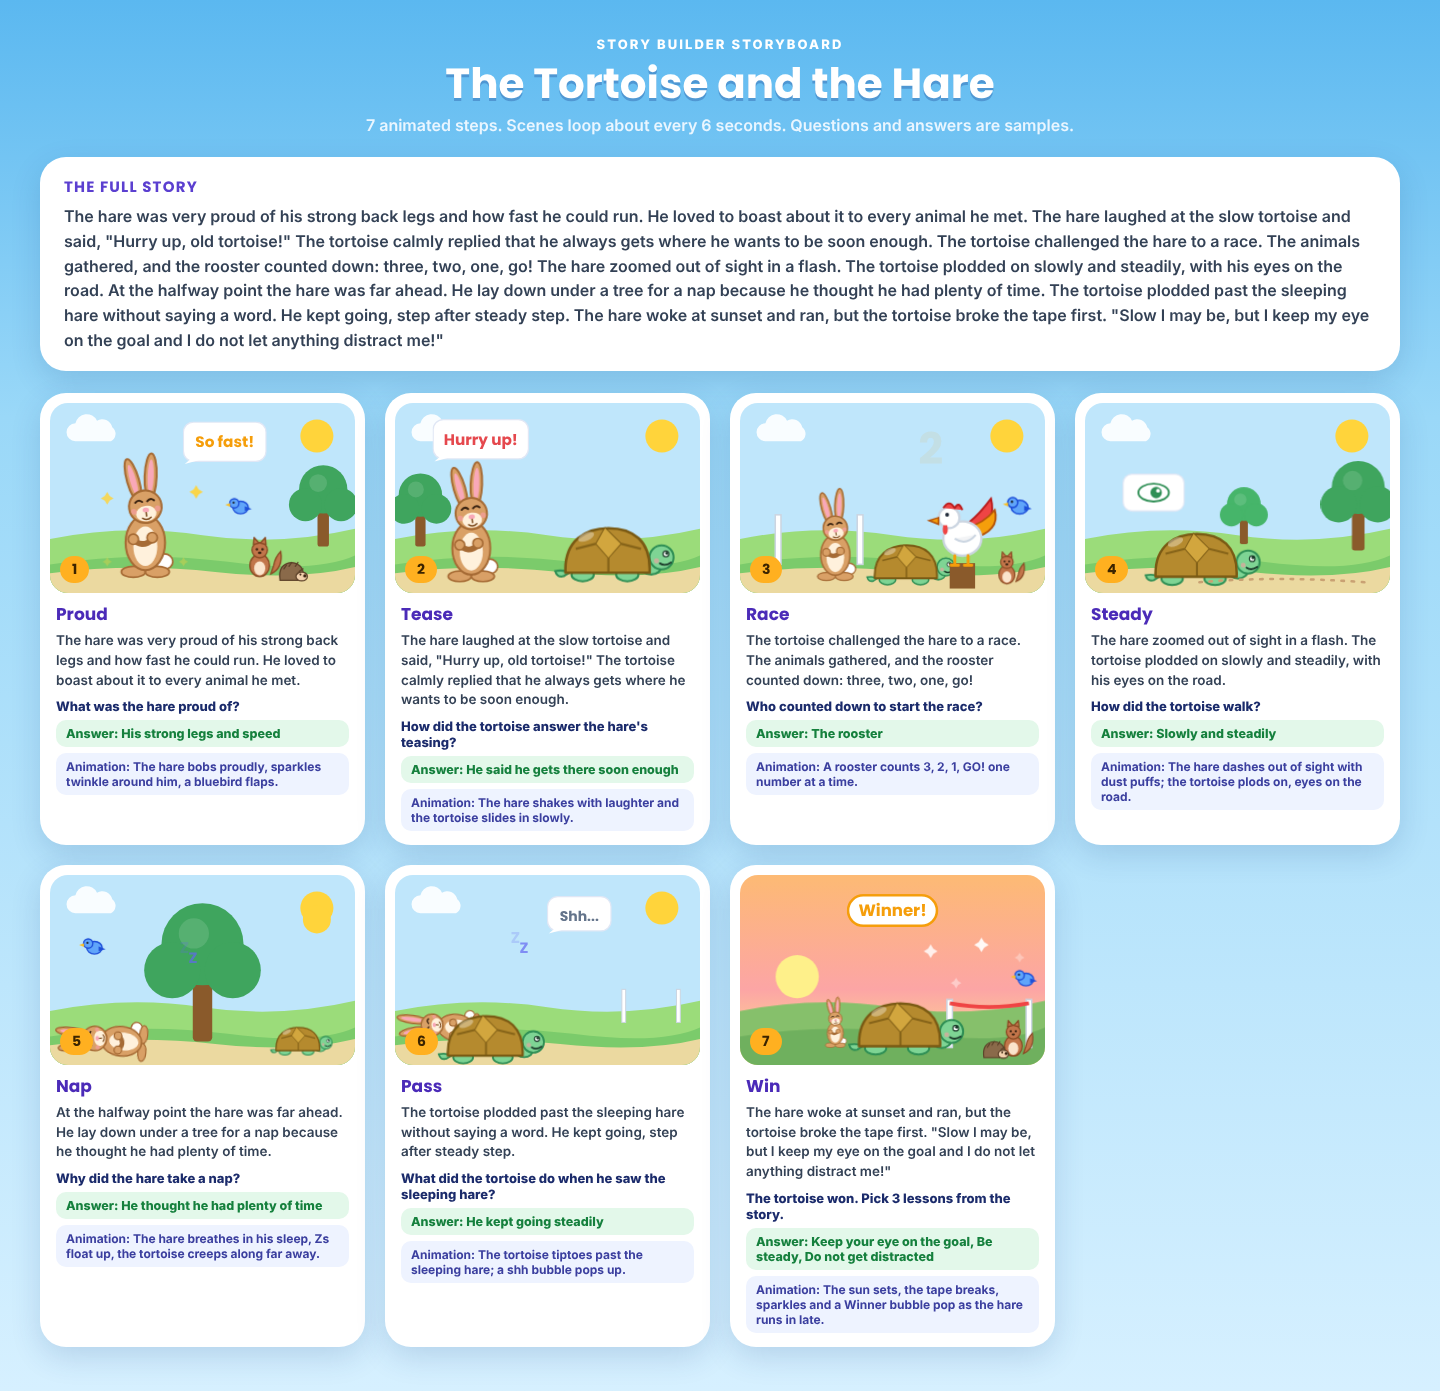 STORY BUILDER STORYBOARD
The Tortoise and the Hare
7 animated steps. Scenes loop about every 6 seconds. Questions and answers are samples.
THE FULL STORY
The hare was very proud of his strong back legs and how fast he could run. He loved to boast about it to every animal he met. The hare laughed at the slow tortoise and
said, "Hurry up, old tortoise!" The tortoise calmly replied that he always gets where he wants to be soon enough. The tortoise challenged the hare to a race. The animals
gathered, and the rooster counted down: three, two, one, go! The hare zoomed out of sight in a flash. The tortoise plodded on slowly and steadily, with his eyes on the
road. At the halfway point the hare was far ahead. He lay down under a tree for a nap because he thought he had plenty of time. The tortoise plodded past the sleeping
hare without saying a word. He kept going, step after steady step. The hare woke at sunset and ran, but the tortoise broke the tape first. "Slow I may be, but I keep my eye
on the goal and I do not let anything distract me!"
So fast!
1
Proud
The hare was very proud of his strong back
legs and how fast he could run. He loved to
boast about it to every animal he met.
What was the hare proud of?
Answer: His strong legs and speed
Animation: The hare bobs proudly, sparkles
twinkle around him, a bluebird flaps.
Hurry up!
2
Tease
The hare laughed at the slow tortoise and
said, "Hurry up, old tortoise!" The tortoise
calmly replied that he always gets where he
wants to be soon enough.
How did the tortoise answer the hare's
teasing?
Answer: He said he gets there soon enough
Animation: The hare shakes with laughter and
the tortoise slides in slowly.
2
3
Race
The tortoise challenged the hare to a race.
The animals gathered, and the rooster
counted down: three, two, one, go!
Who counted down to start the race?
Answer: The rooster
Animation: A rooster counts 3, 2, 1, GO! one
number at a time.
4
Steady
The hare zoomed out of sight in a flash. The
tortoise plodded on slowly and steadily, with
his eyes on the road.
How did the tortoise walk?
Answer: Slowly and steadily
Animation: The hare dashes out of sight with
dust puffs; the tortoise plods on, eyes on the
road.
z
5
Nap
At the halfway point the hare was far ahead.
He lay down under a tree for a nap because
he thought he had plenty of time.
Why did the hare take a nap?
Answer: He thought he had plenty of time
Animation: The hare breathes in his sleep, Zs
float up, the tortoise creeps along far away.
Shh...
z
z
6
Pass
The tortoise plodded past the sleeping hare
without saying a word. He kept going, step
after steady step.
What did the tortoise do when he saw the
sleeping hare?
Answer: He kept going steadily
Animation: The tortoise tiptoes past the
sleeping hare; a shh bubble pops up.
Winner!
7
Win
The hare woke at sunset and ran, but the
tortoise broke the tape first. "Slow I may be,
but I keep my eye on the goal and I do not let
anything distract me!"
The tortoise won. Pick 3 lessons from the
story.
Answer: Keep your eye on the goal, Be
steady, Do not get distracted
Animation: The sun sets, the tape breaks,
sparkles and a Winner bubble pop as the hare
runs in late.